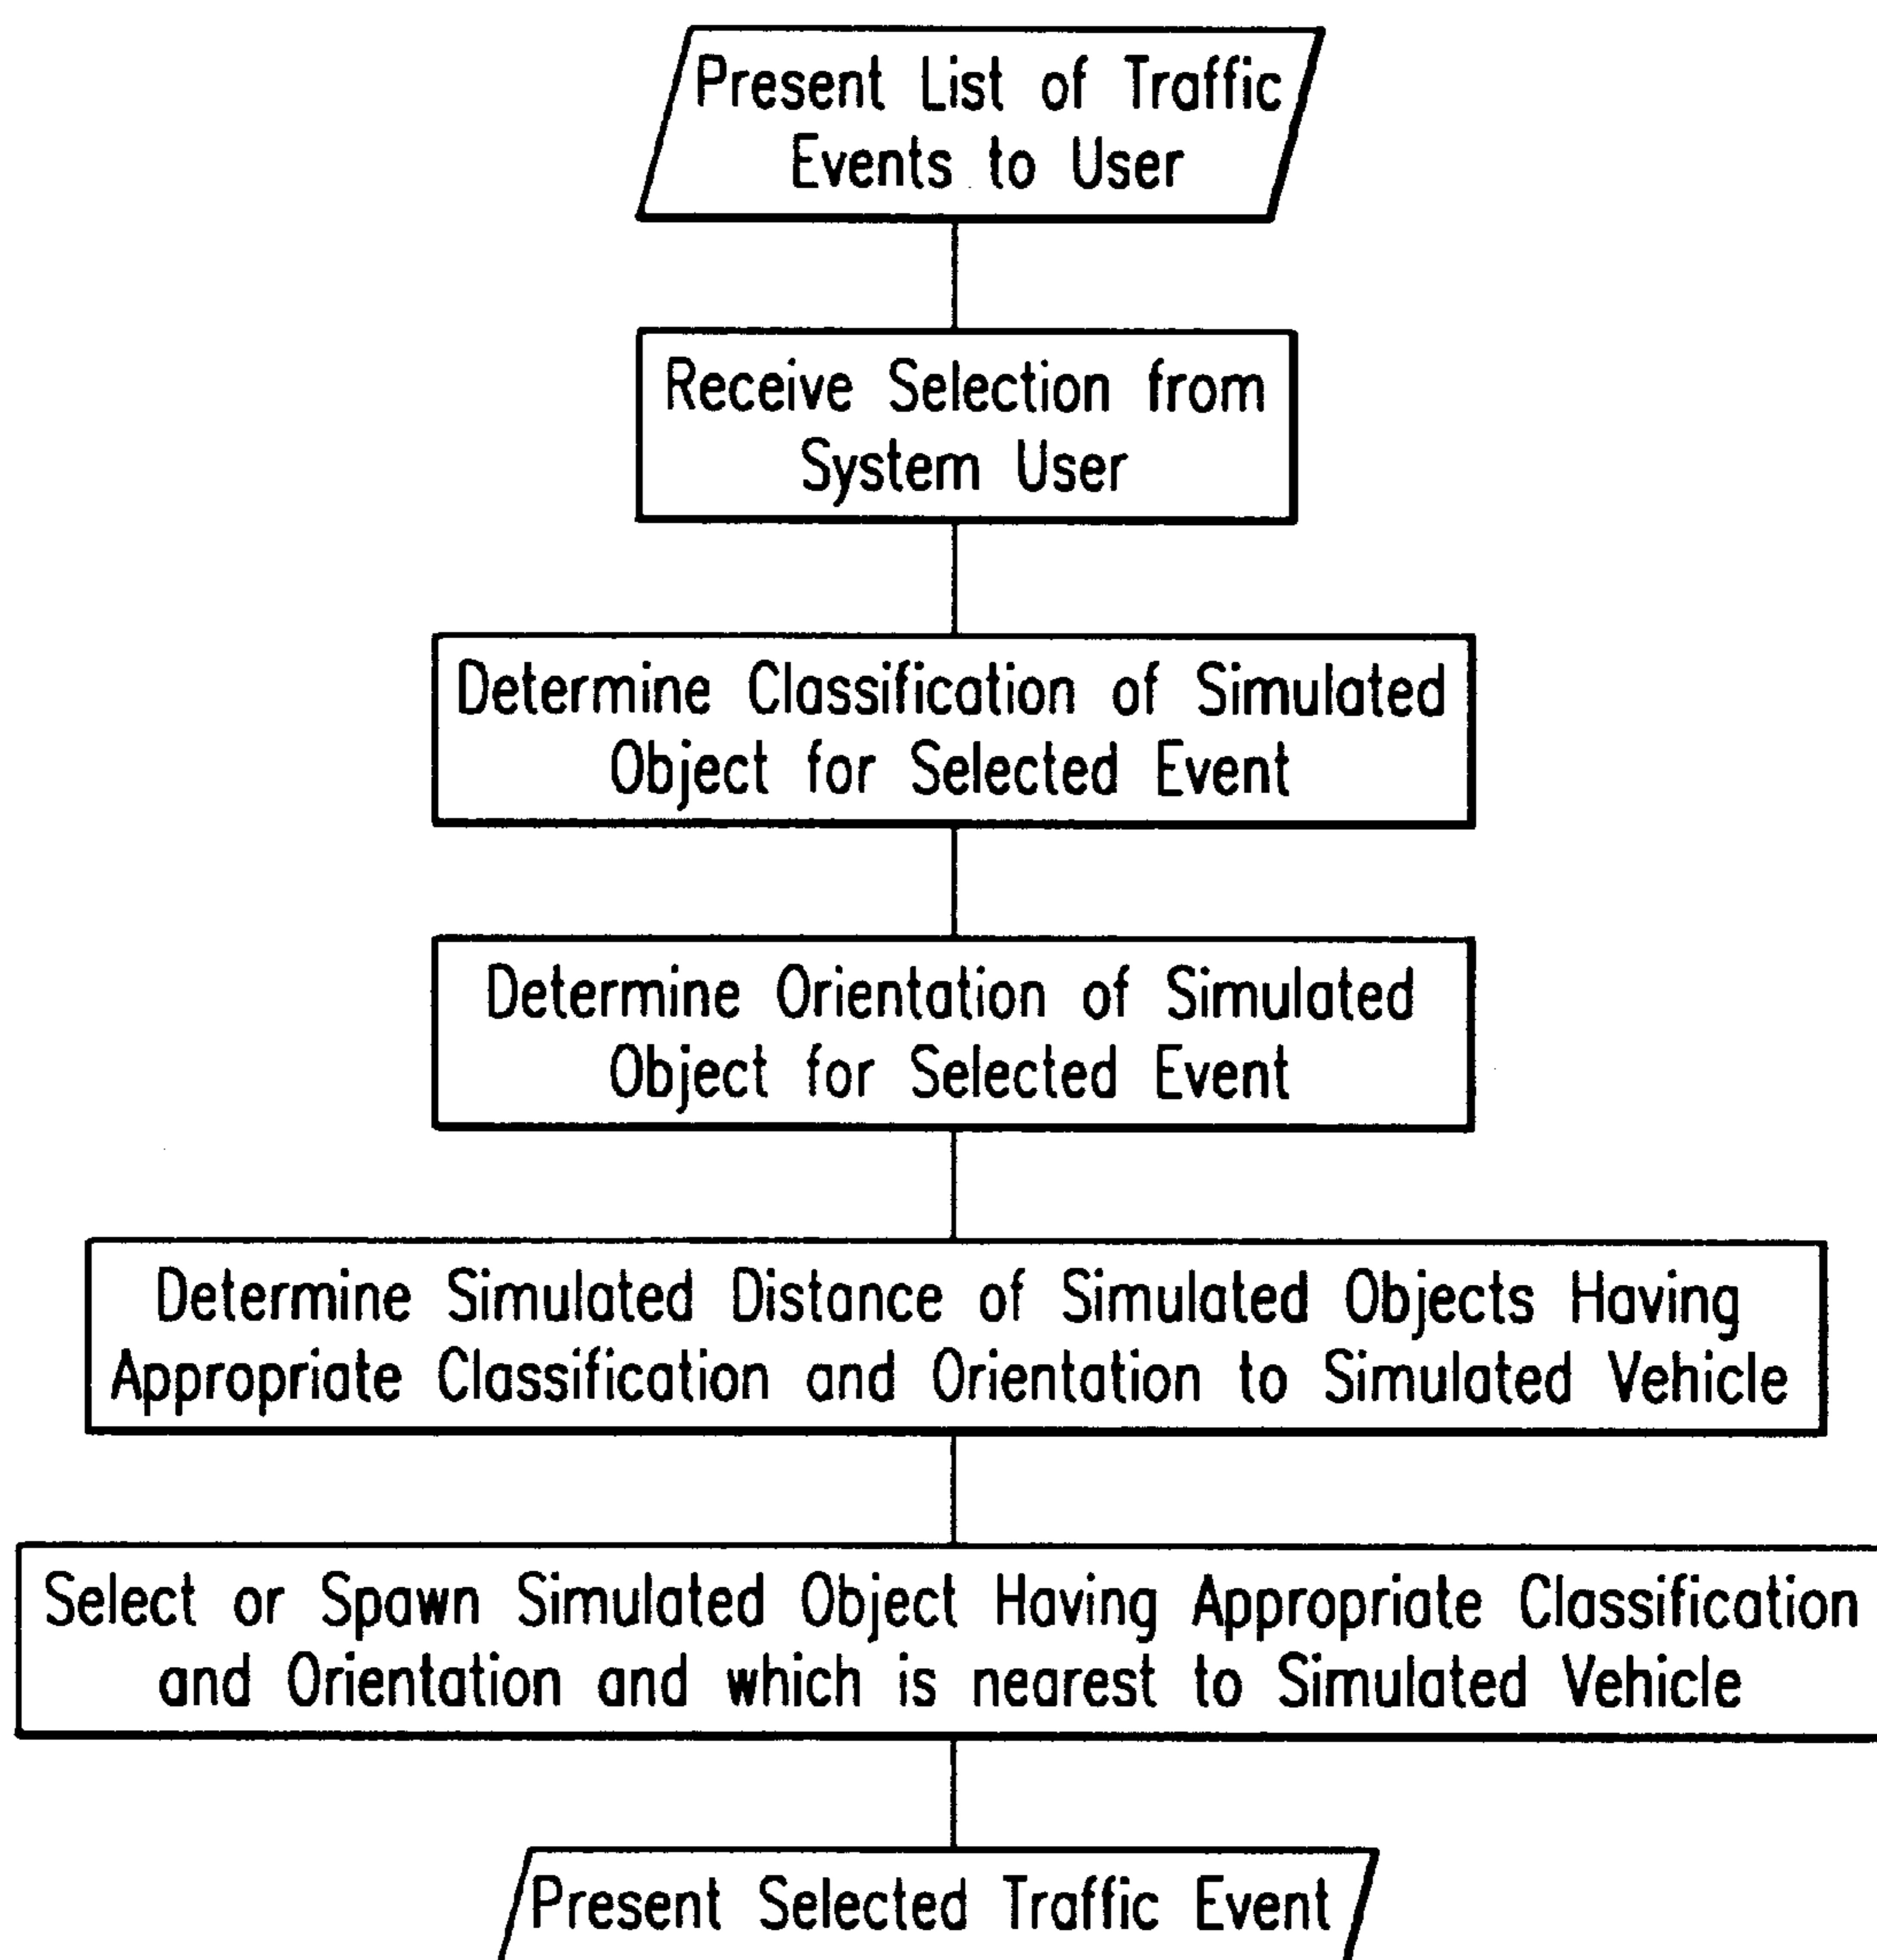 Present List of Traffic
Events to User
Receive Selection from
System User
Determine Classification of Simulated
Object for Selected Event
Determine Orientation of Simulated
Object for Selected Event
Determine Simulated Distance of Simulated Objects Having
Appropriate Classification and Orientation to Simulated Vehicle
Select or Spawn Simulated Object Having Appropriate Classification
and Orientation and which is nearest to Simulated Vehicle
Present Selected Traffic Event